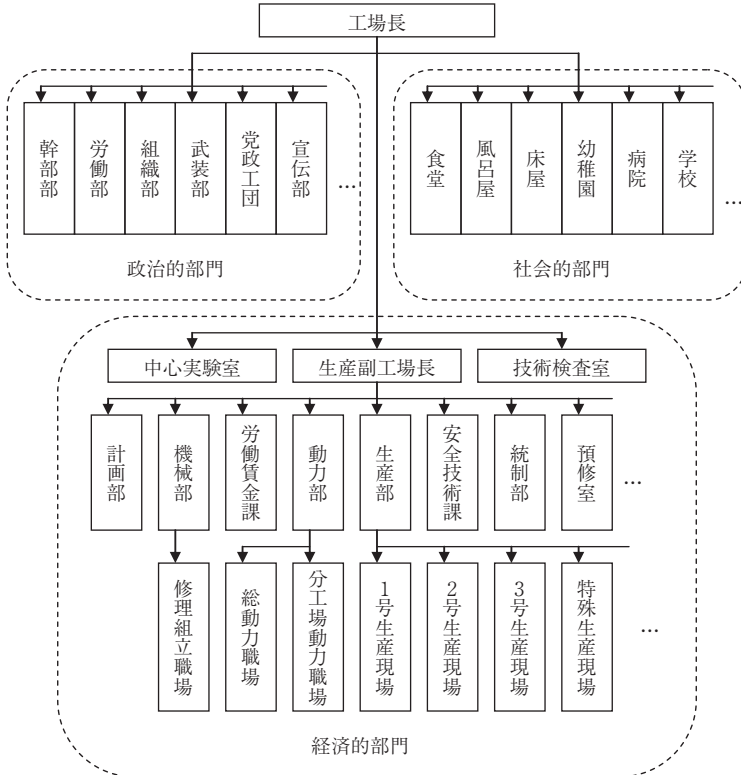 工場長
幹部部
労働部
組織部
武装部
党政工団
宣伝部
…
政治的部門
食堂
風呂屋
床屋
幼稚園
病院
学校
…
社会的部門
中心実験室
生産副工場長
技術検査室
計画部
機械部
労働賃金課
動力部
生産部
安全技術課
統制部
預修室
…
修理組立職場
総動力職場
分工場動力職場
1号生産現場
2号生産現場
3号生産現場
特殊生産現場
…
経済的部門